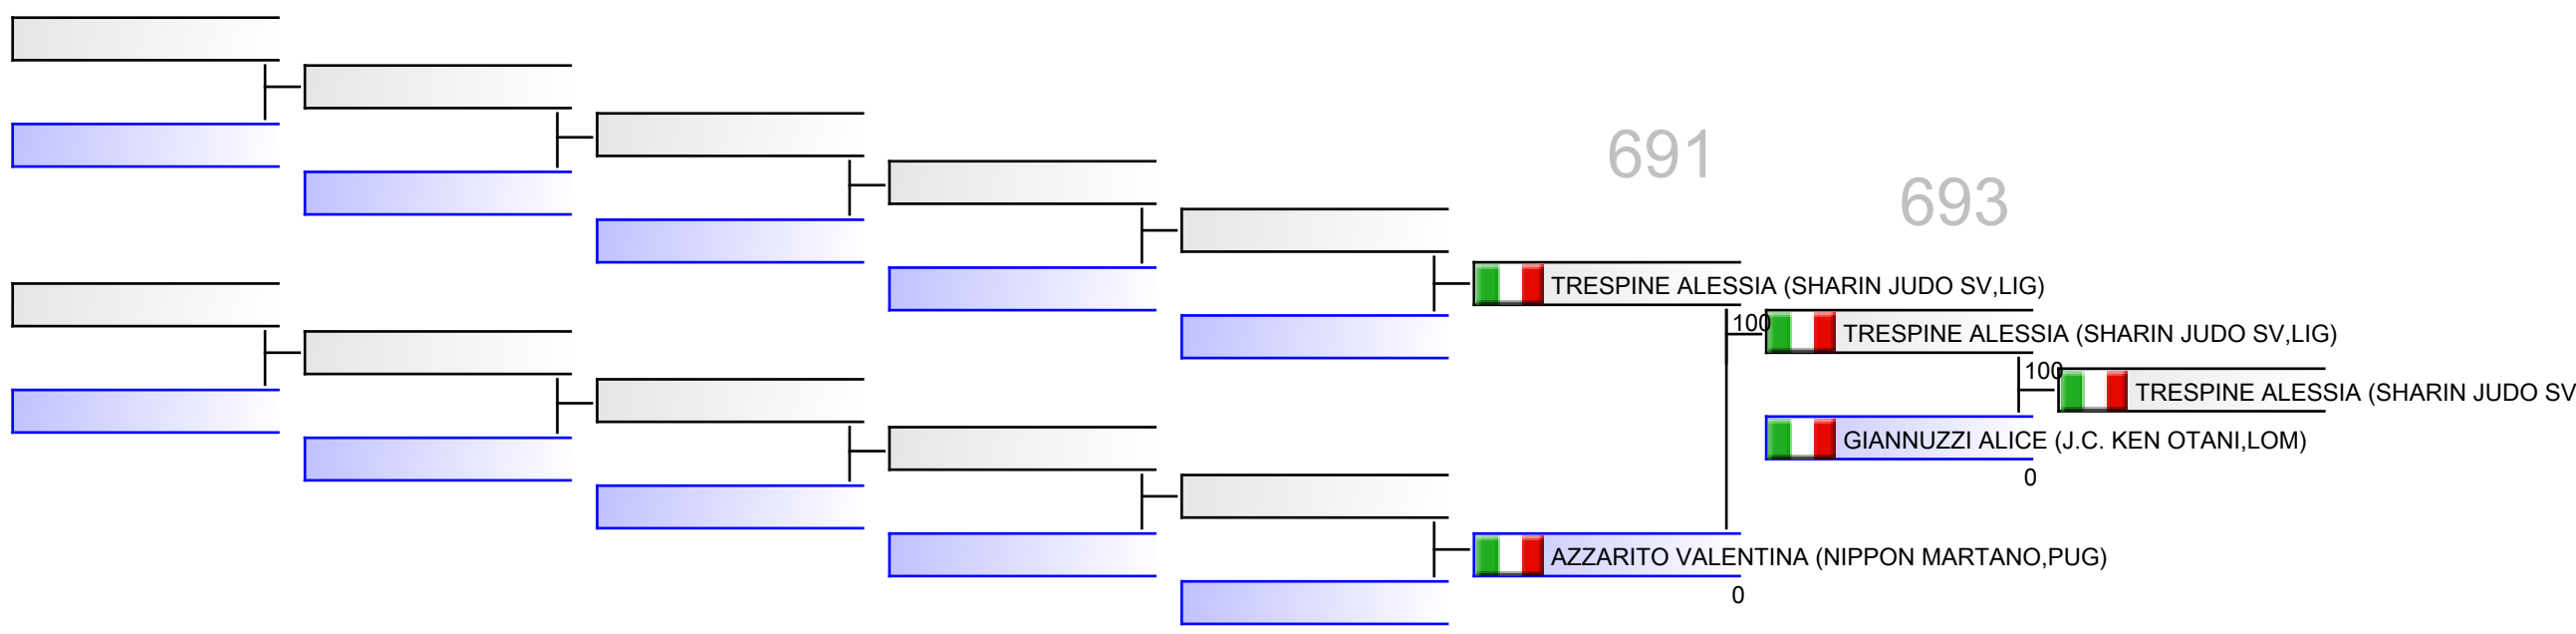 691
693
TRESPINE ALESSIA (SHARIN JUDO SV,LIG)
100
TRESPINE ALESSIA (SHARIN JUDO SV,LIG)
100
TRESPINE ALESSIA (SHARIN JUDO SV
GIANNUZZI ALICE (J.C. KEN OTANI,LOM)
0
AZZARITO VALENTINA (NIPPON MARTANO,PUG)
0